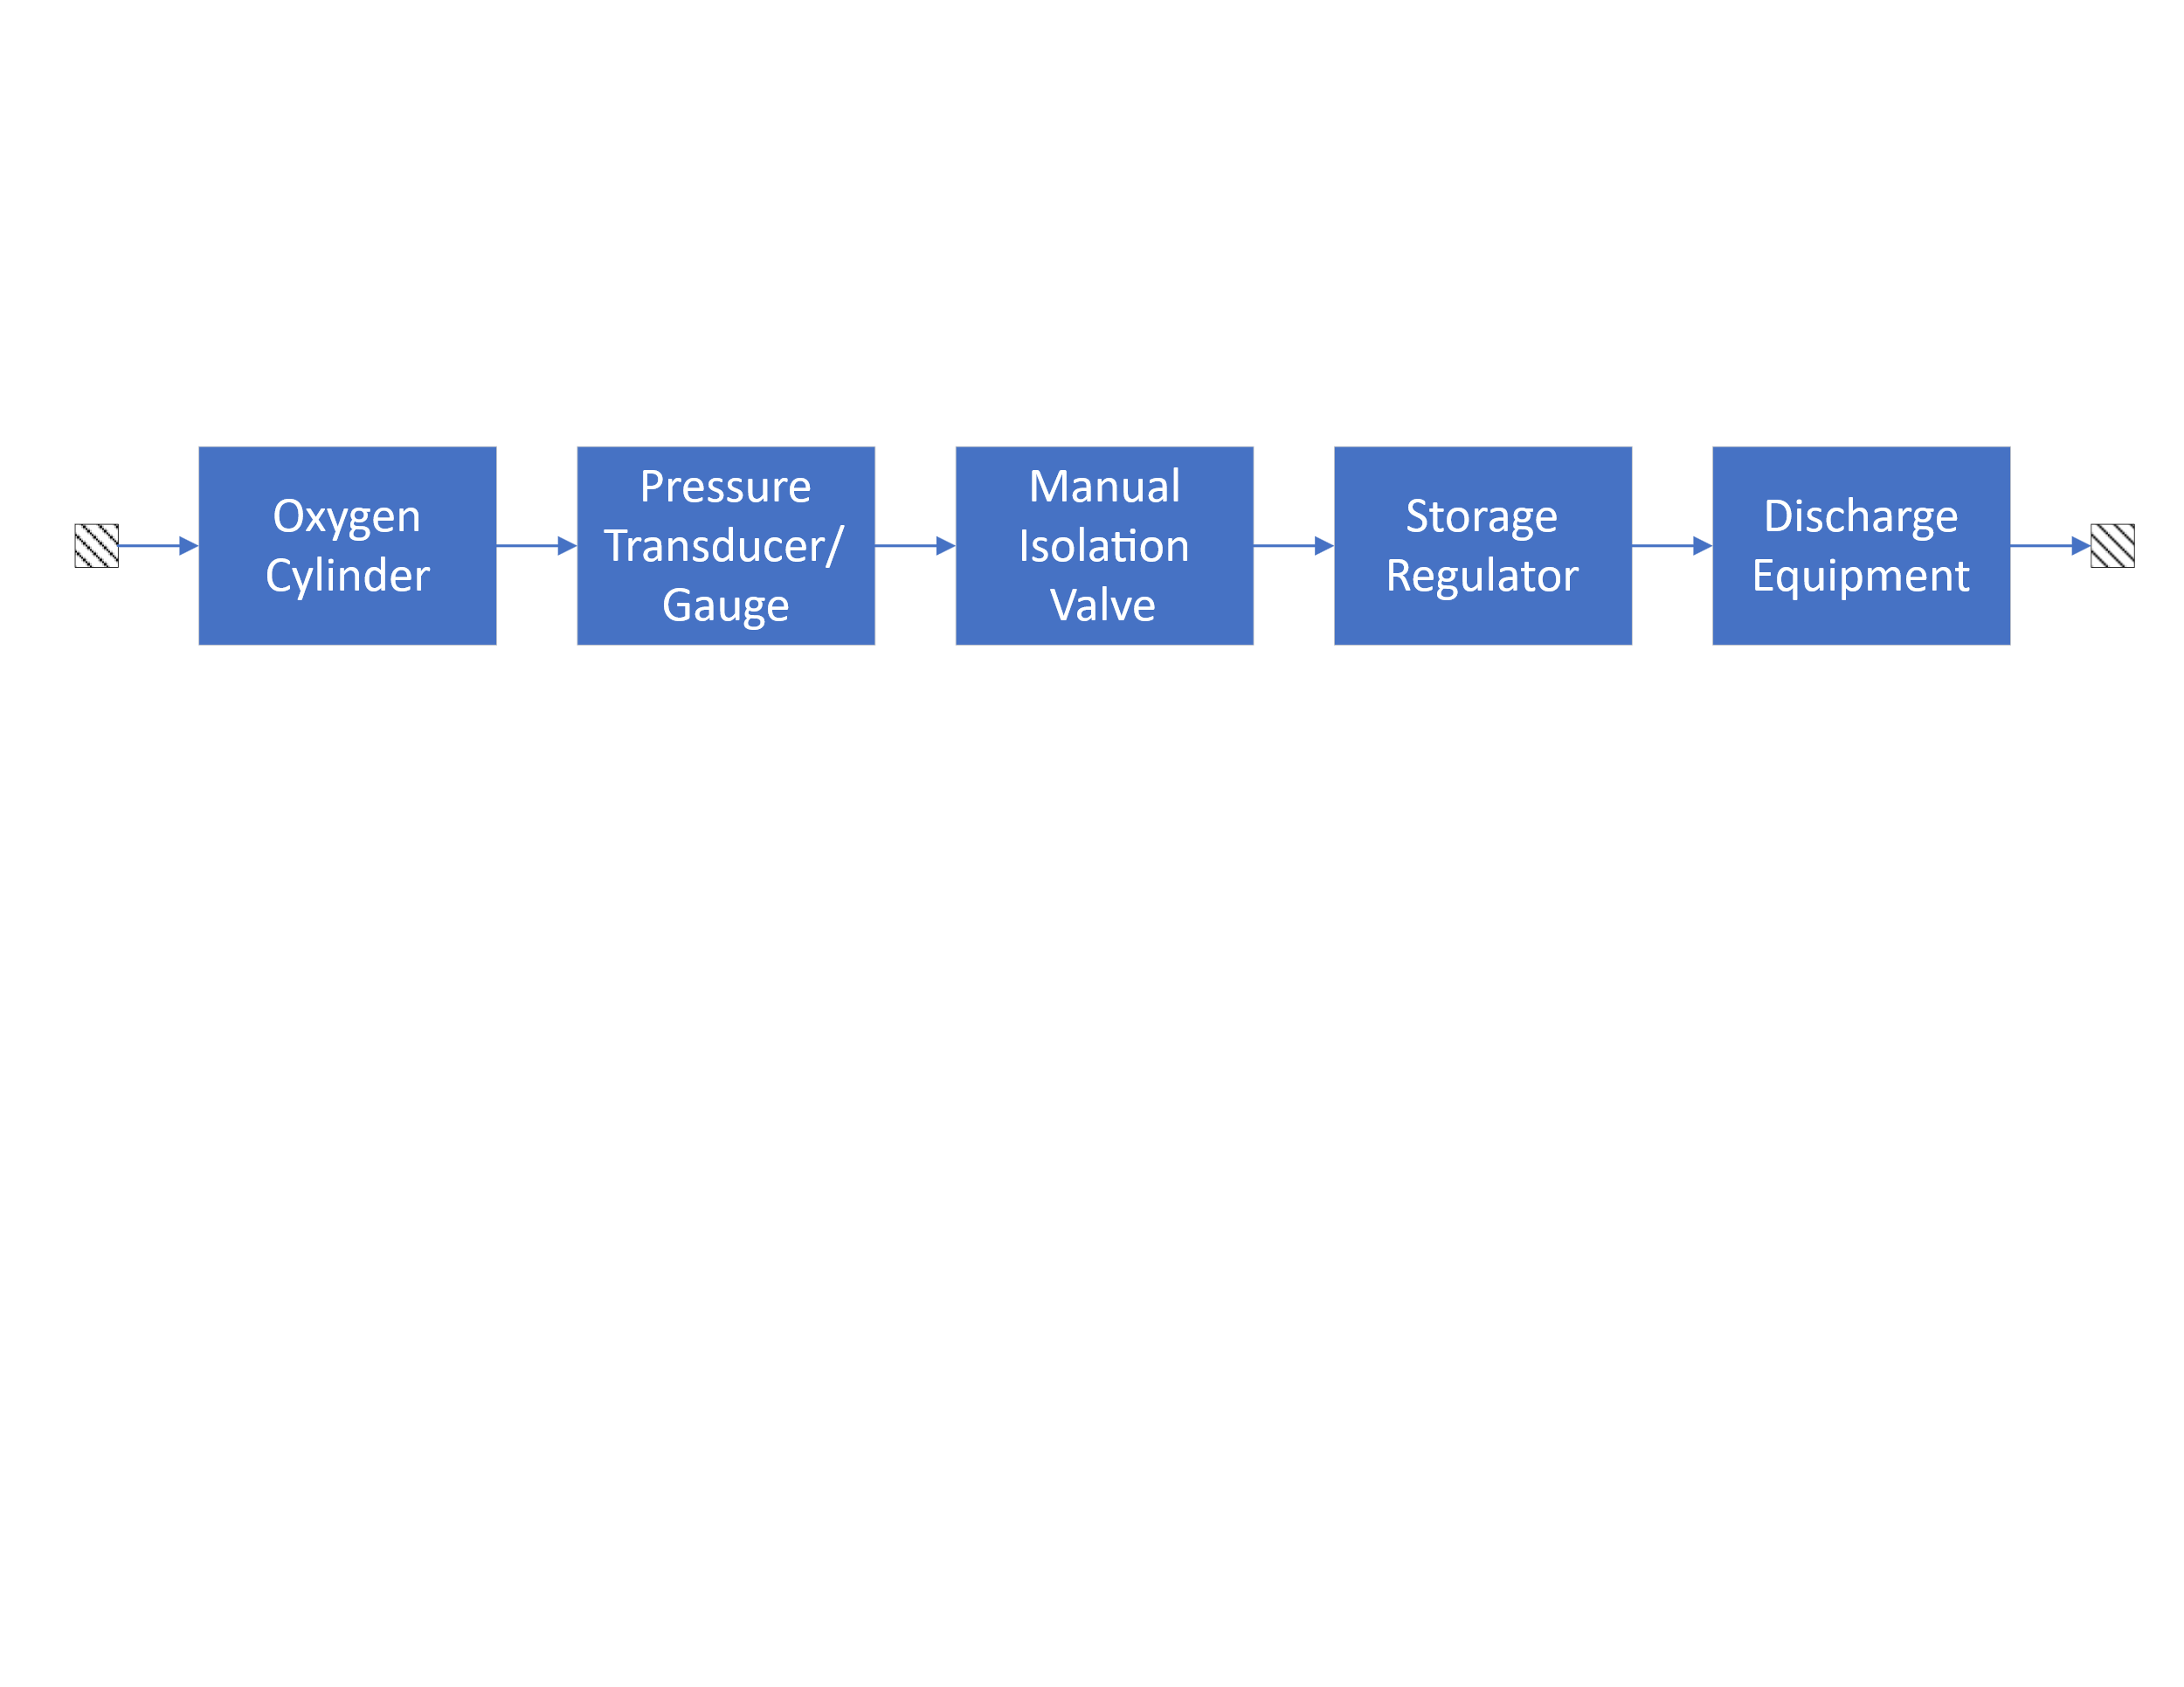 Oxygen
Cylinder
Pressure
Transducer/
Gauge
Manual
Isolation
Valve
Storage
Regulator
Discharge
Equipment